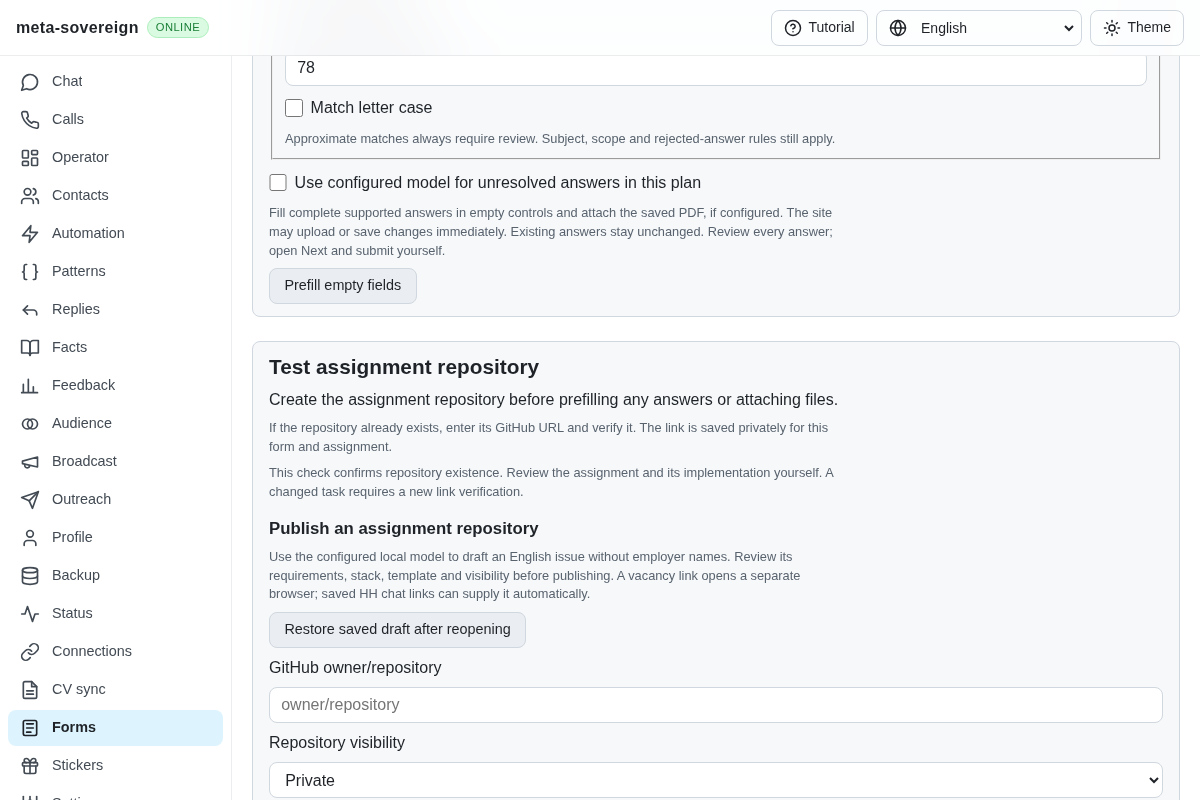 meta-sovereign
ONLINE
Tutorial
English
Theme
Chat
Calls
Operator
Contacts
Automation
Patterns
Replies
Facts
Feedback
Audience
Broadcast
Outreach
Profile
Backup
Status
Connections
CV sync
Forms
Stickers
78
Match letter case
Approximate matches always require review. Subject, scope and rejected-answer rules still apply.
Use configured model for unresolved answers in this plan
Fill complete supported answers in empty controls and attach the saved PDF, if configured. The site
may upload or save changes immediately. Existing answers stay unchanged. Review every answer;
open Next and submit yourself.
Prefill empty fields
Test assignment repository
Create the assignment repository before prefilling any answers or attaching files.
If the repository already exists, enter its GitHub URL and verify it. The link is saved privately for this
form and assignment.
This check confirms repository existence. Review the assignment and its implementation yourself. A
changed task requires a new link verification.
Publish an assignment repository
Use the configured local model to draft an English issue without employer names. Review its
requirements, stack, template and visibility before publishing. A vacancy link opens a separate
browser; saved HH chat links can supply it automatically.
Restore saved draft after reopening
GitHub owner/repository
owner/repository
Repository visibility
Private